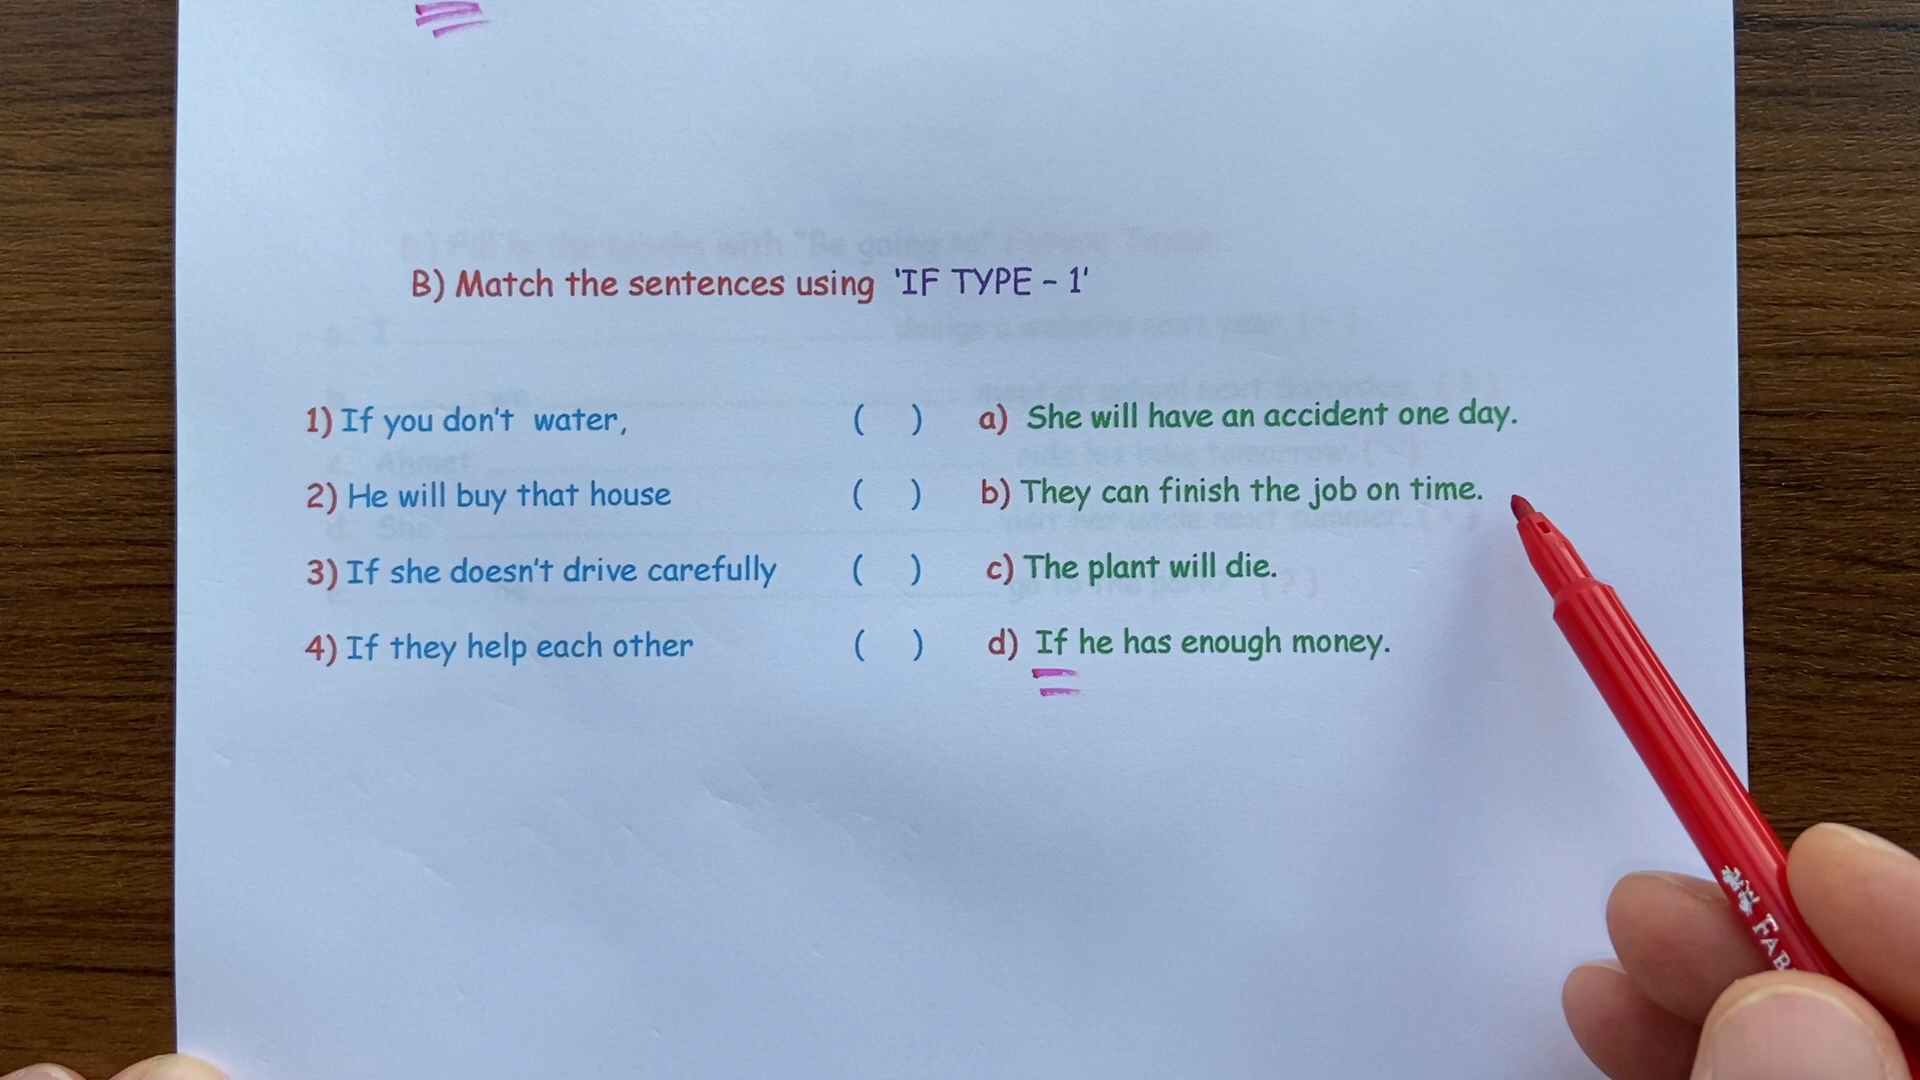 B) Match the sentences using 'IF TYPE - 1'
1) If you don't water, ( ) a) She will have an accident one day.
2) He will buy that house ( ) b) They can finish the job on time.
3) If she doesn't drive carefully ( ) c) The plant will die.
4) If they help each other ( ) d) If he has enough money.
FAB